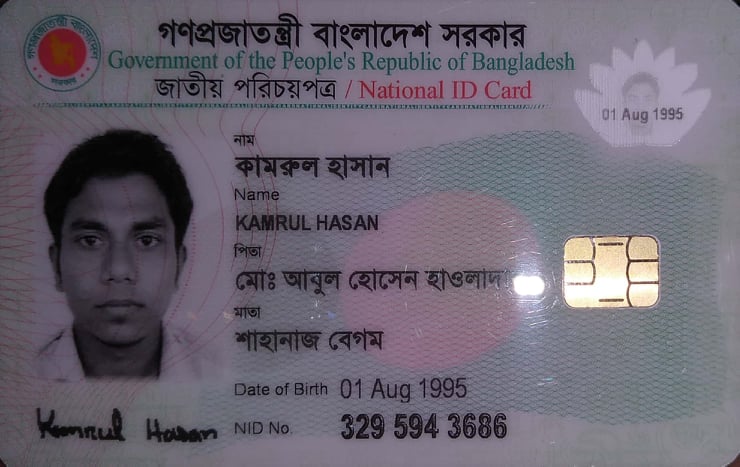 গণপ্রজাতন্ত্রী বাংলাদেশ সরকার
Government of the People's Republic of Bangladesh
জাতীয় পরিচয়পত্র / National ID Card
01 Aug 1995
নাম
কামরুল হাসান
Name
KAMRUL HASAN
পিতা
মোঃ আবুল হোসেন
মাতা
শাহানাজ বেগম
Date of Birth 01 Aug 1995
Kamrul Hasan
NID No. 329 594 3686